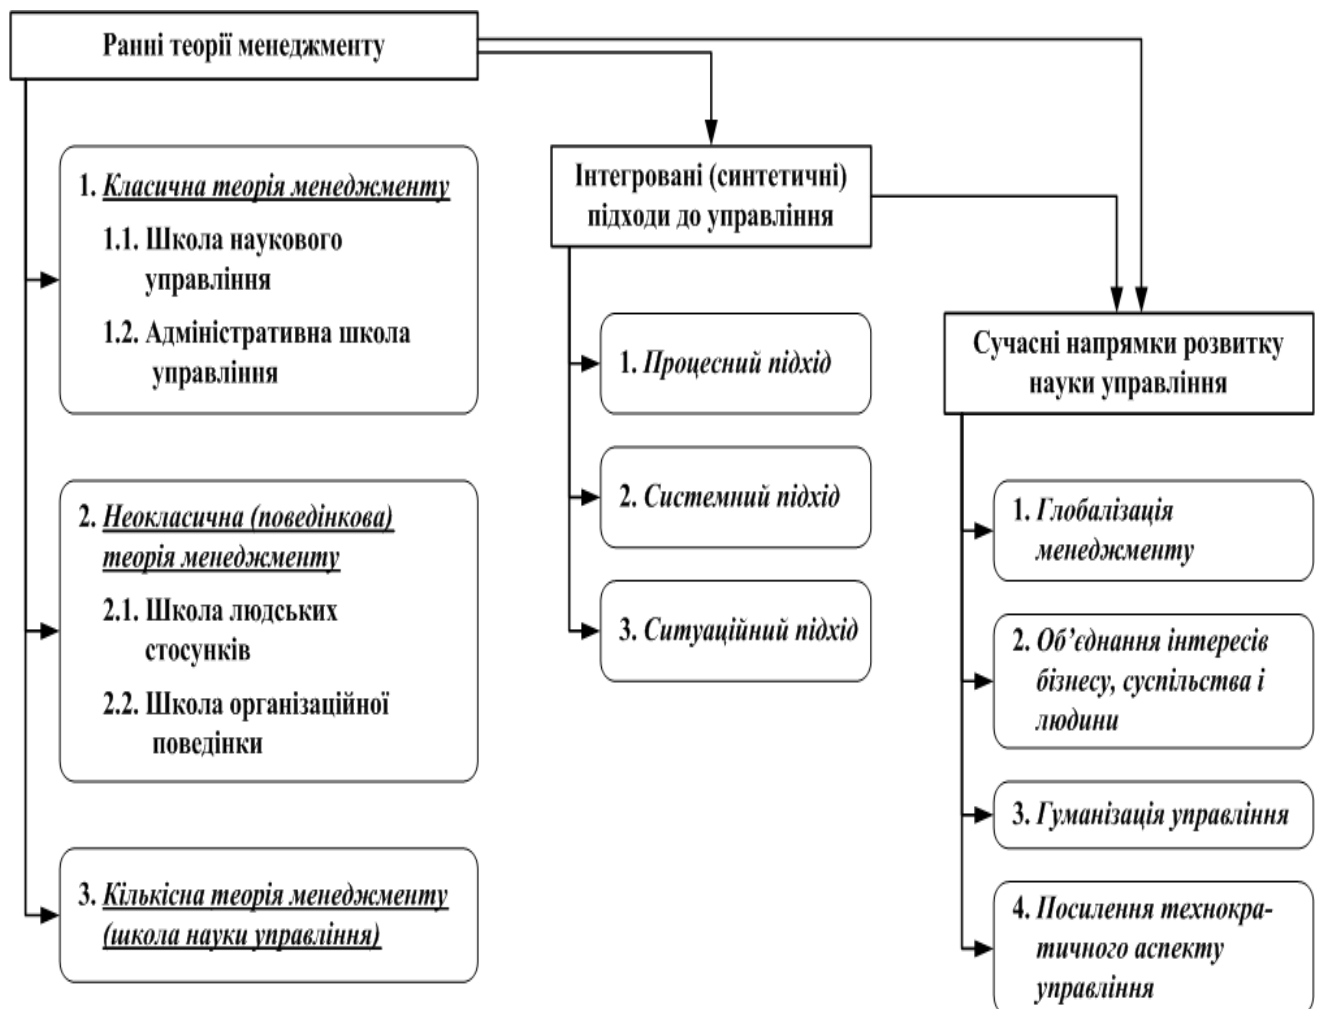 Ранні теорії менеджменту
1. Класична теорія менеджменту
1.1. Школа наукового
управління
1.2. Адміністративна школа
управління
2. Неокласична (поведінкова)
теорія менеджменту
2.1. Школа людських
стосунків
2.2. Школа організаційної
поведінки
3. Кількісна теорія менеджменту
(школа науки управління)
Інтегровані (синтетичні)
підходи до управління
1. Процесний підхід
2. Системний підхід
3. Ситуаційний підхід
Сучасні напрямки розвитку
науки управління
1. Глобалізація
менеджменту
2. Об’єднання інтересів
бізнесу, суспільства і
людини
3. Гуманізація управління
4. Посилення технокра-
тичного аспекту
управління